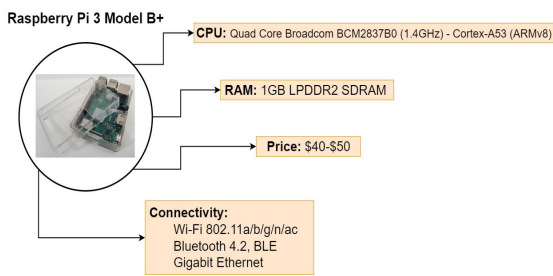 Raspberry Pi 3 Model B+
CPU: Quad Core Broadcom BCM2837B0 (1.4GHz) - Cortex-A53 (ARMv8)
RAM: 1GB LPDDR2 SDRAM
Price: $40-$50
Connectivity:
Wi-Fi 802.11a/b/g/n/ac
Bluetooth 4.2, BLE
Gigabit Ethernet